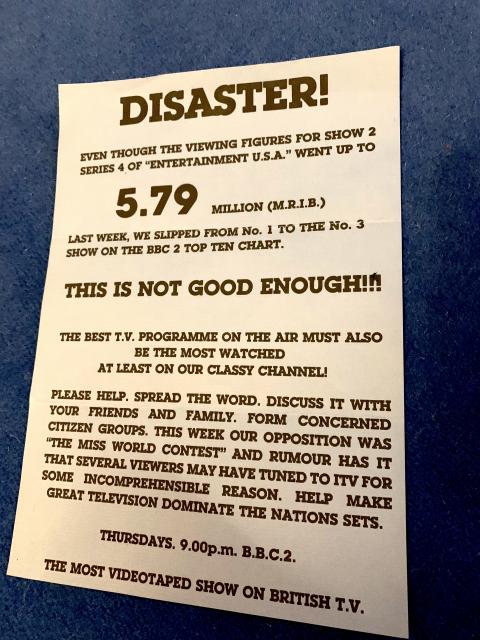 DISASTER!
EVEN THOUGH THE VIEWING FIGURES FOR SHOW 2
SERIES 4 OF "ENTERTAINMENT U.S.A." WENT UP TO
5.79 MILLION (M.R.I.B.)
LAST WEEK, WE SLIPPED FROM No. 1 TO THE No. 3
SHOW ON THE BBC 2 TOP TEN CHART.
THIS IS NOT GOOD ENOUGH!!!
THE BEST T.V. PROGRAMME ON THE AIR MUST ALSO
BE THE MOST WATCHED
AT LEAST ON OUR CLASSY CHANNEL!
PLEASE HELP. SPREAD THE WORD. DISCUSS IT WITH
YOUR FRIENDS AND FAMILY. FORM CONCERNED
CITIZEN GROUPS. THIS WEEK OUR OPPOSITION WAS
"THE MISS WORLD CONTEST" AND RUMOUR HAS IT
THAT SEVERAL VIEWERS MAY HAVE TUNED TO ITV FOR
SOME INCOMPREHENSIBLE REASON. HELP MAKE
GREAT TELEVISION DOMINATE THE NATIONS SETS.
THURSDAYS. 9.00p.m. B.B.C.2.
THE MOST VIDEOTAPED SHOW ON BRITISH T.V.